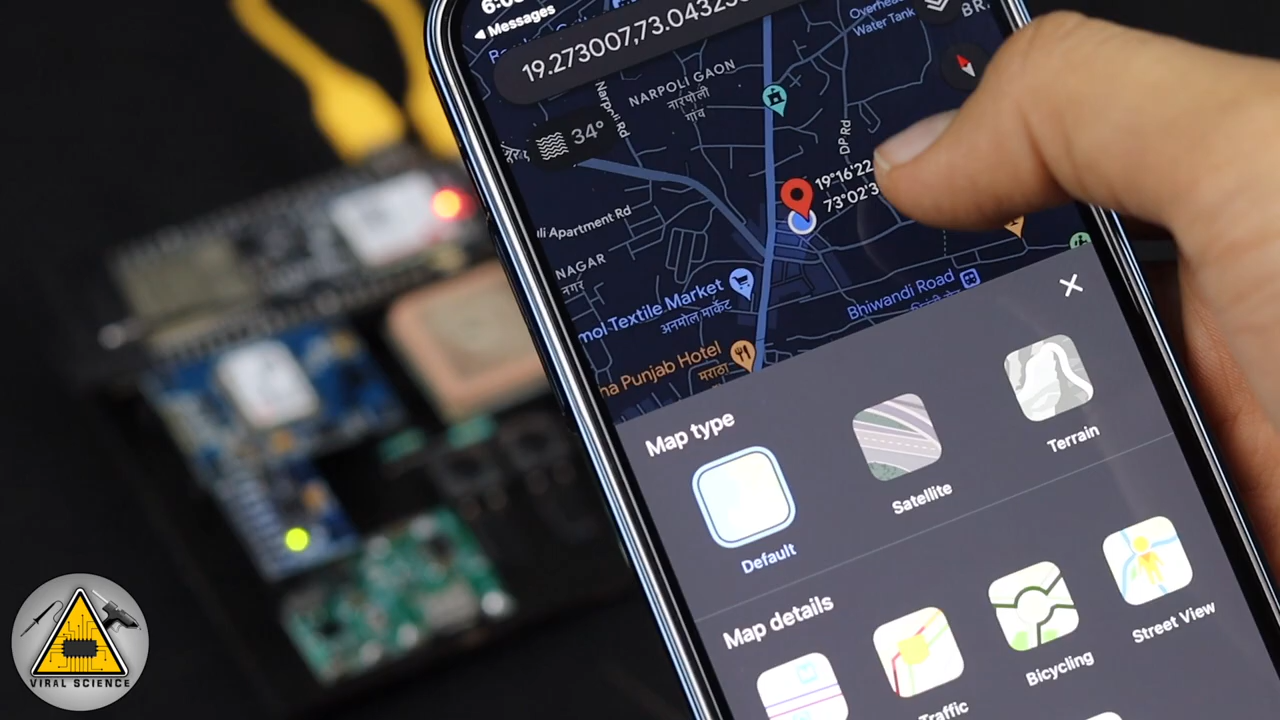 Messages
19.273007,73.04325
Overhead
Water Tank
NARPOLI GAON
नारपोली
गाव
Narpoli Rd
34°
DP Rd
19°16'22
73°02'3
li Apartment Rd
NAGAR
नगर
mol Textile Market
अनमोल मार्केट
Bhiwandi Road
na Punjab Hotel
मराठा
Map type
Default
Satellite
Terrain
Map details
Traffic
Bicycling
Street View
VIRAL SCIENCE